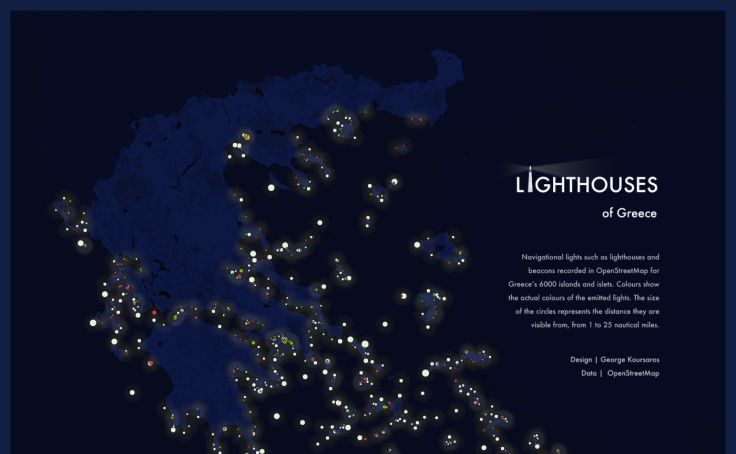 LIGHTHOUSES
of Greece
Navigational lights such as lighthouses and
beacons recorded in OpenStreetMap for
Greece's 6000 islands and islets. Colours show
the actual colours of the emitted lights. The size
of the circles represents the distance they are
visible from, from 1 to 25 nautical miles.
Design | George Koursaros
Data | OpenStreetMap